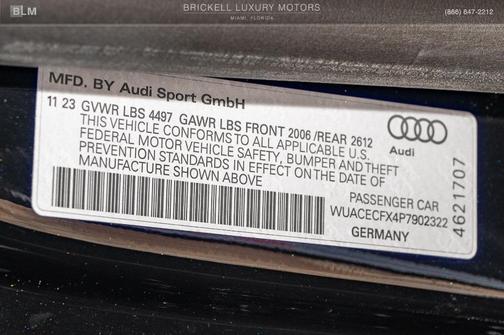 BLM
BRICKELL LUXURY MOTORS
MIAMI, FLORIDA
(866) 647-2212
MFD. BY Audi Sport GmbH
11 23 GVWR LBS 4497 GAWR LBS FRONT 2006 /REAR 2612
THIS VEHICLE CONFORMS TO ALL APPLICABLE U.S.
FEDERAL MOTOR VEHICLE SAFETY, BUMPER AND THEFT
PREVENTION STANDARDS IN EFFECT ON THE DATE OF
MANUFACTURE SHOWN ABOVE
Audi
PASSENGER CAR
WUACECFX4P7902322
GERMANY
4621707